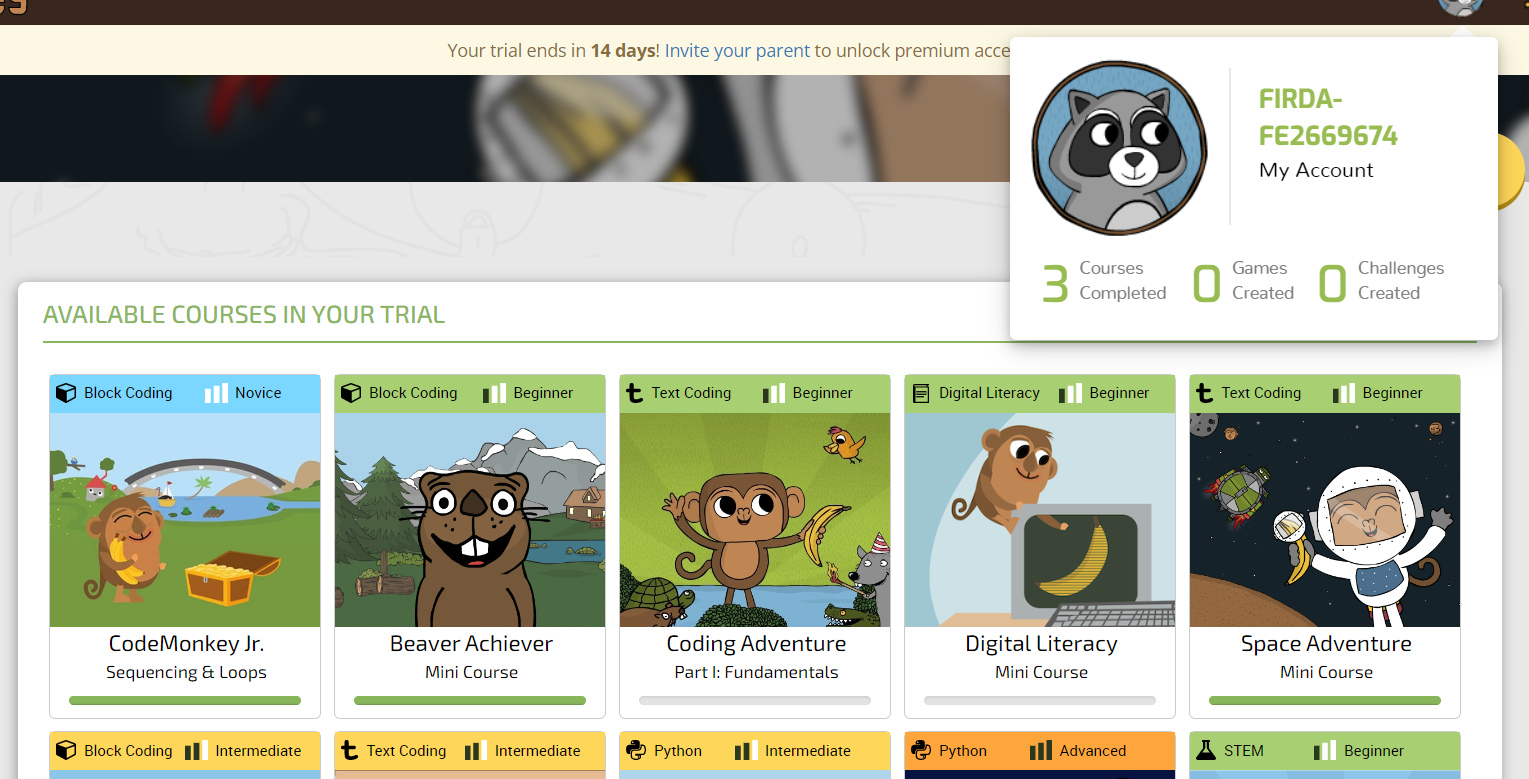 Your trial ends in 14 days! Invite your parent to unlock premium acce
FIRDA-
FE2669674
My Account
3 Courses Completed
0 Games Created
0 Challenges Created
AVAILABLE COURSES IN YOUR TRIAL
Block Coding Novice
Block Coding Beginner
Text Coding Beginner
Digital Literacy Beginner
Text Coding Beginner
CodeMonkey Jr.
Sequencing & Loops
Beaver Achiever
Mini Course
Coding Adventure
Part I: Fundamentals
Digital Literacy
Mini Course
Space Adventure
Mini Course
Block Coding Intermediate
Text Coding Intermediate
Python Intermediate
Python Advanced
STEM Beginner